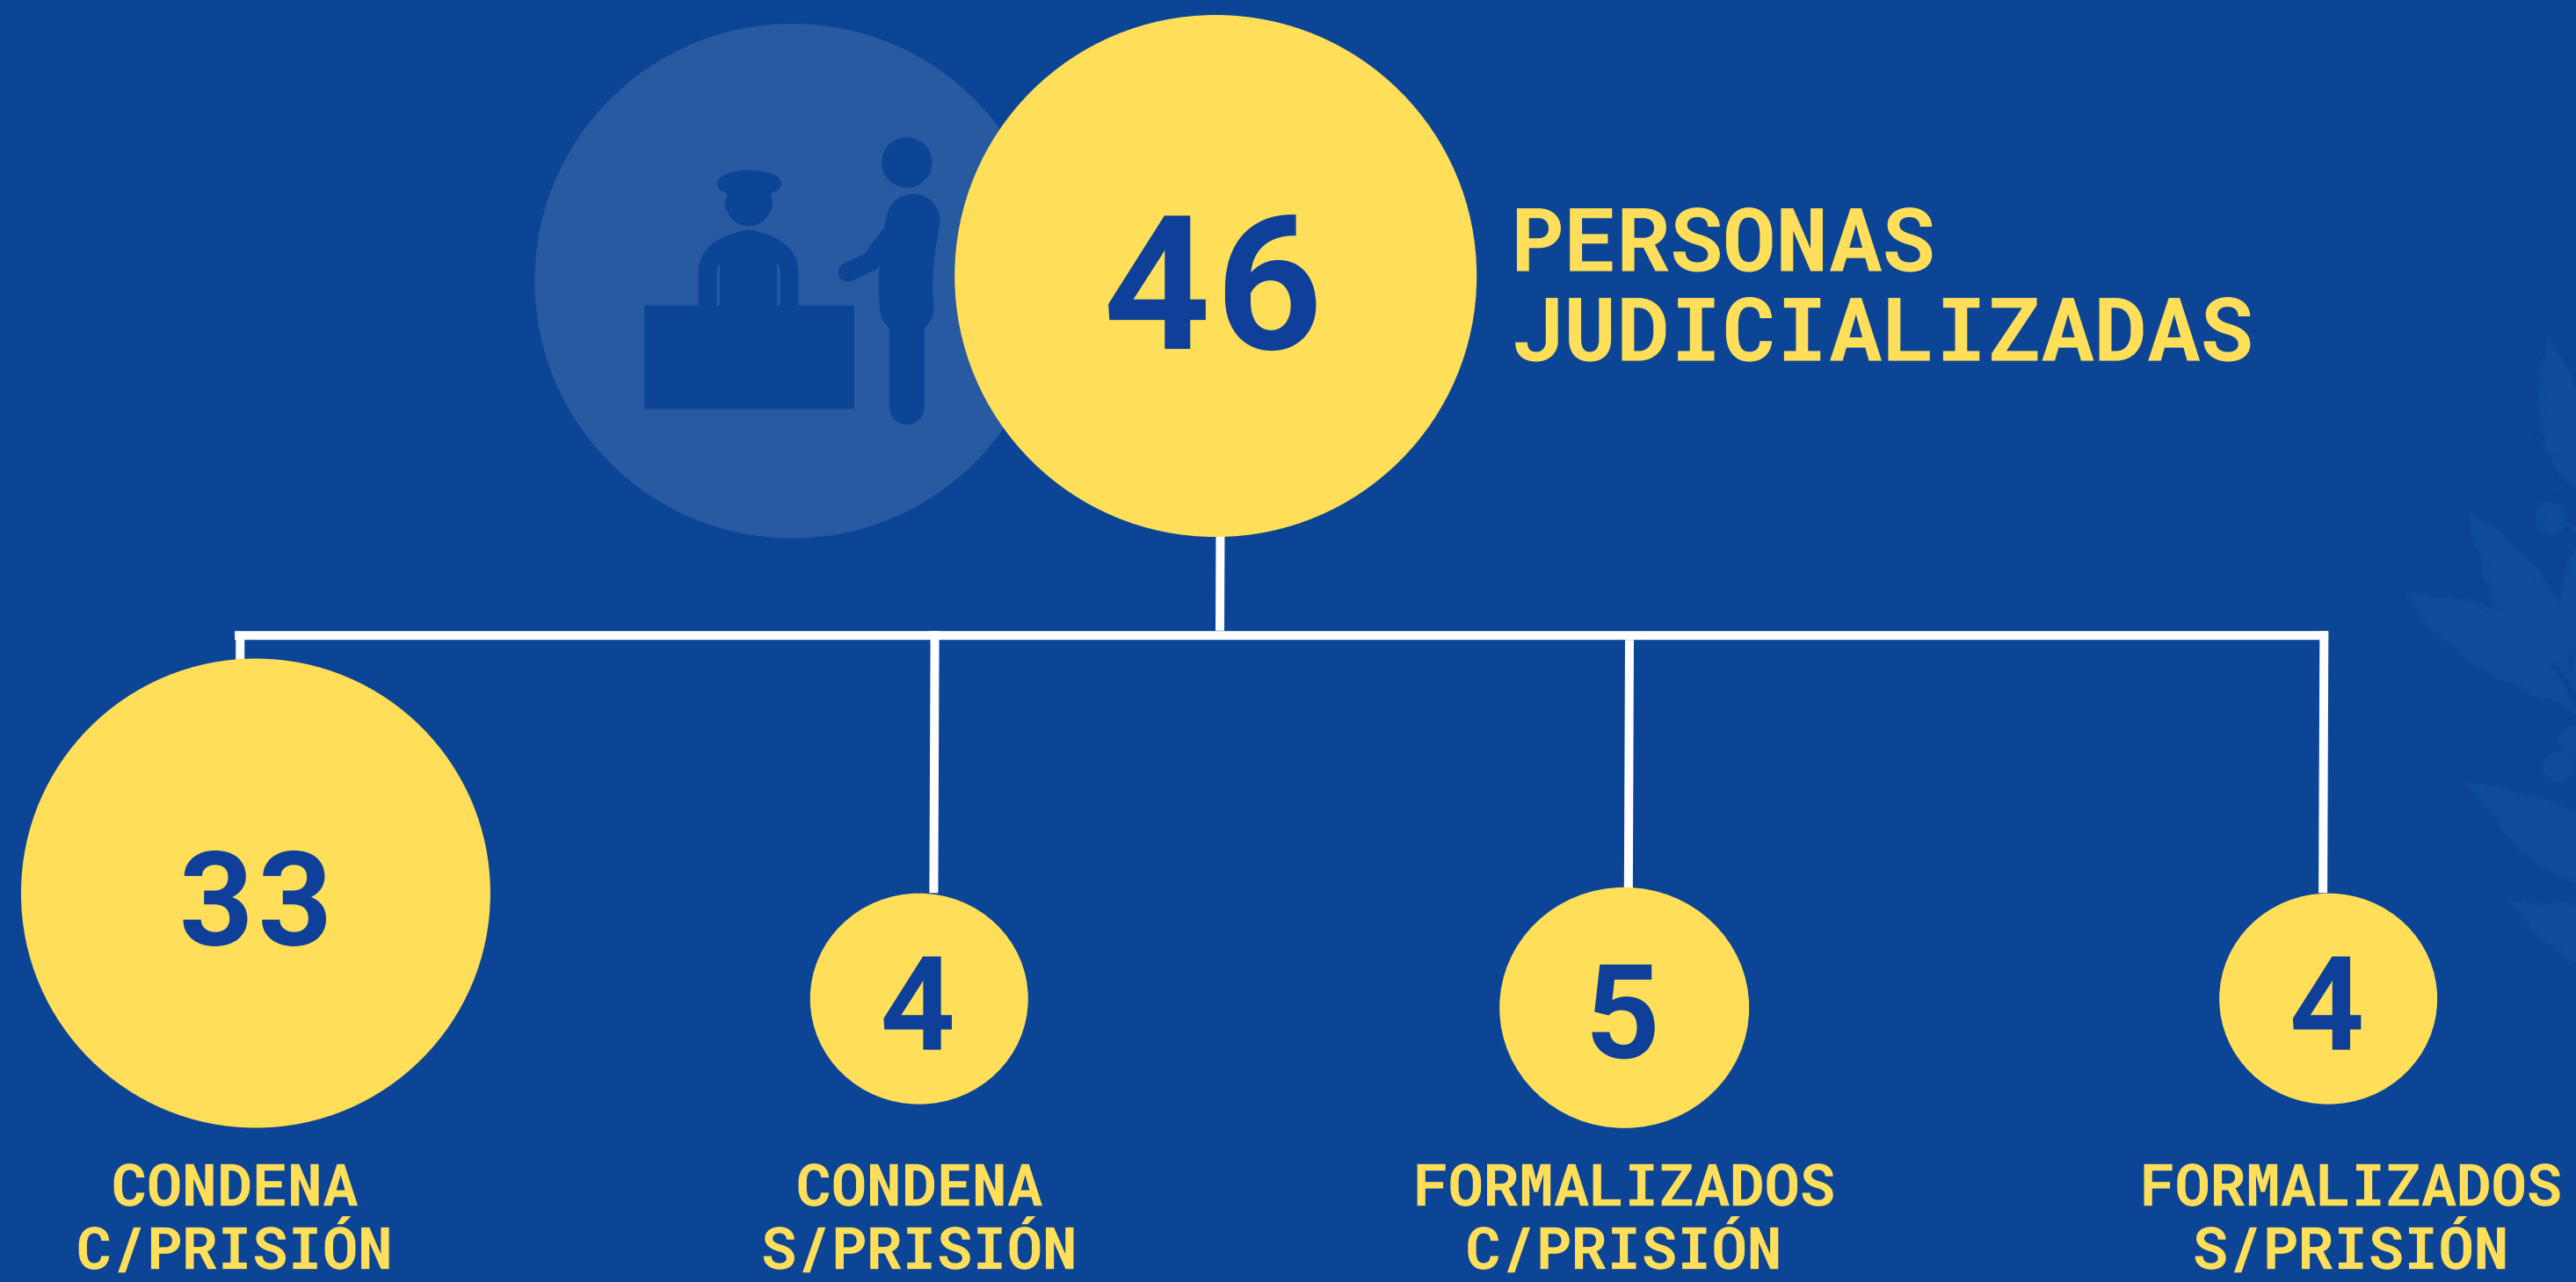 46
PERSONAS
JUDICIALIZADAS
33
4
5
4
CONDENA
C/PRISIÓN
CONDENA
S/PRISIÓN
FORMALIZADOS
C/PRISIÓN
FORMALIZADOS
S/PRISIÓN